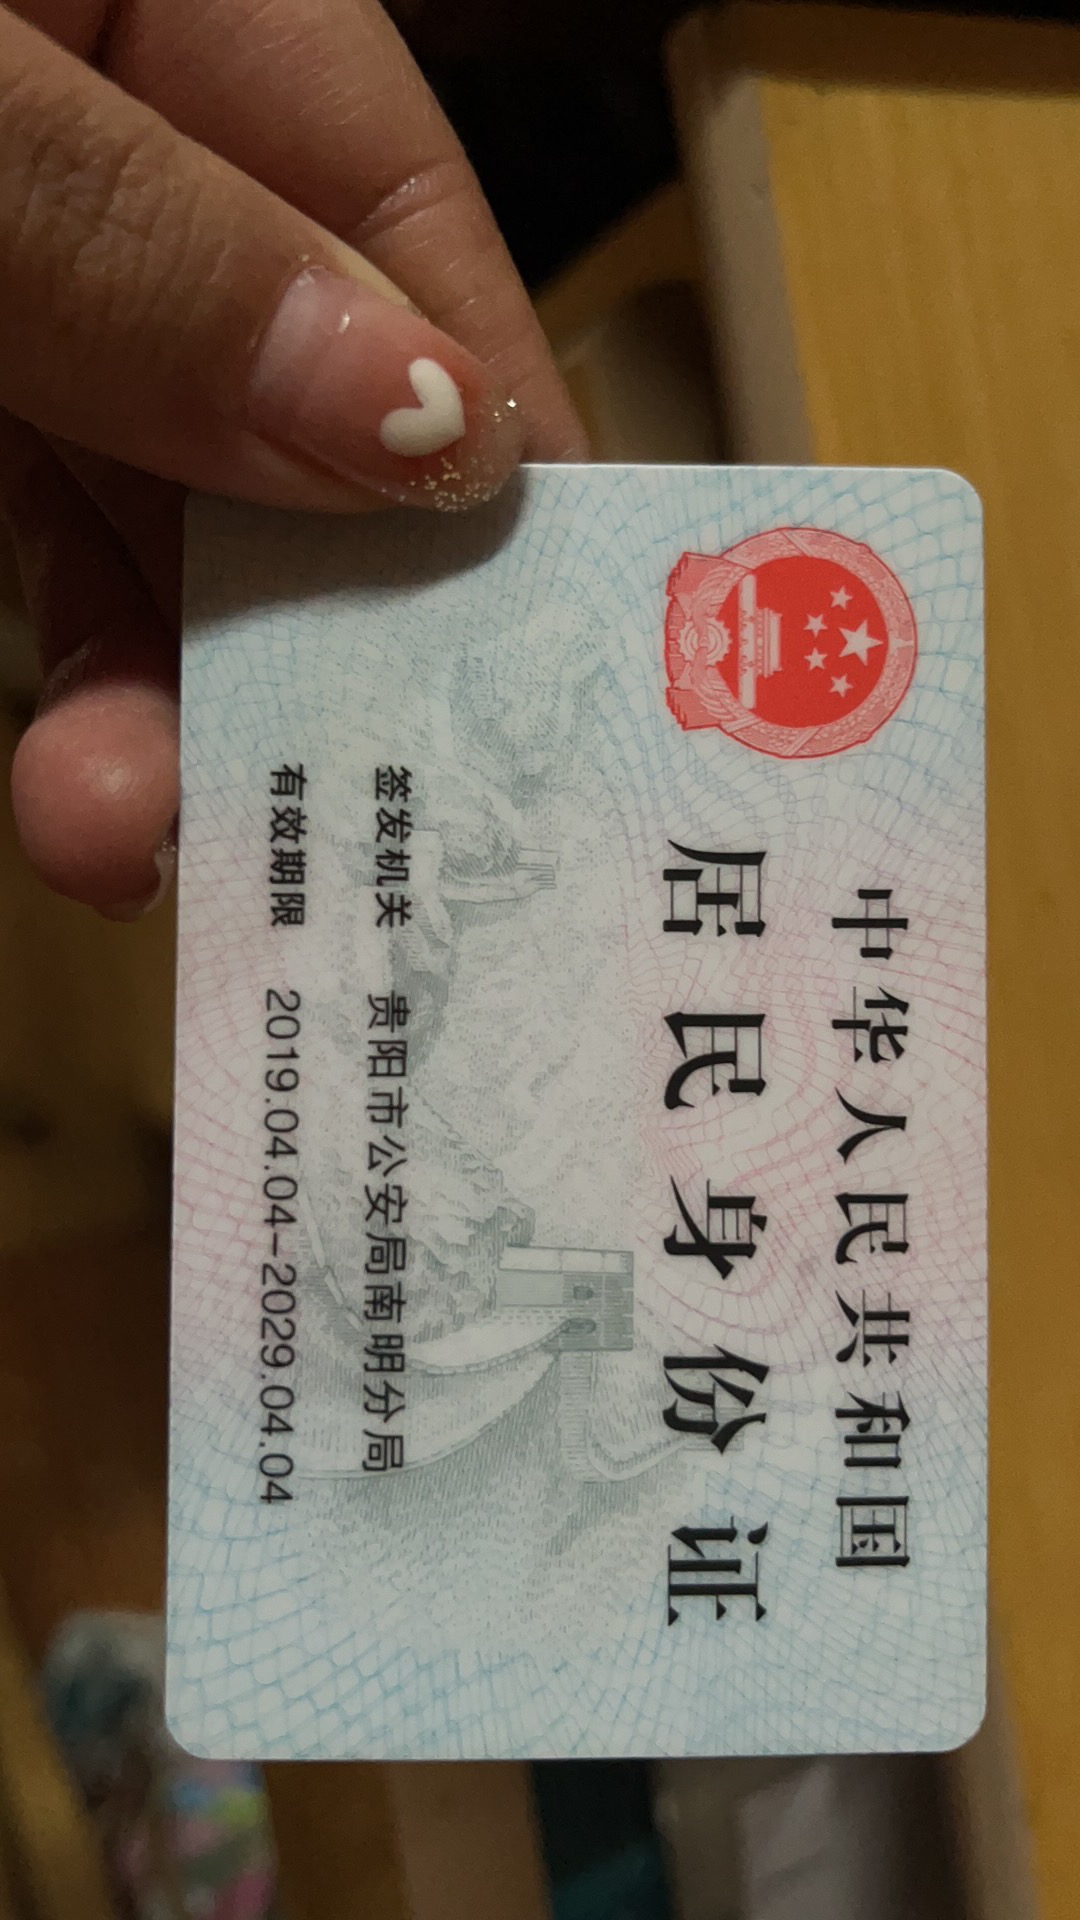 中华人民共和国
居民身份证
签发机关 贵阳市公安局南明分局
有效期限 2019.04.04-2029.04.04